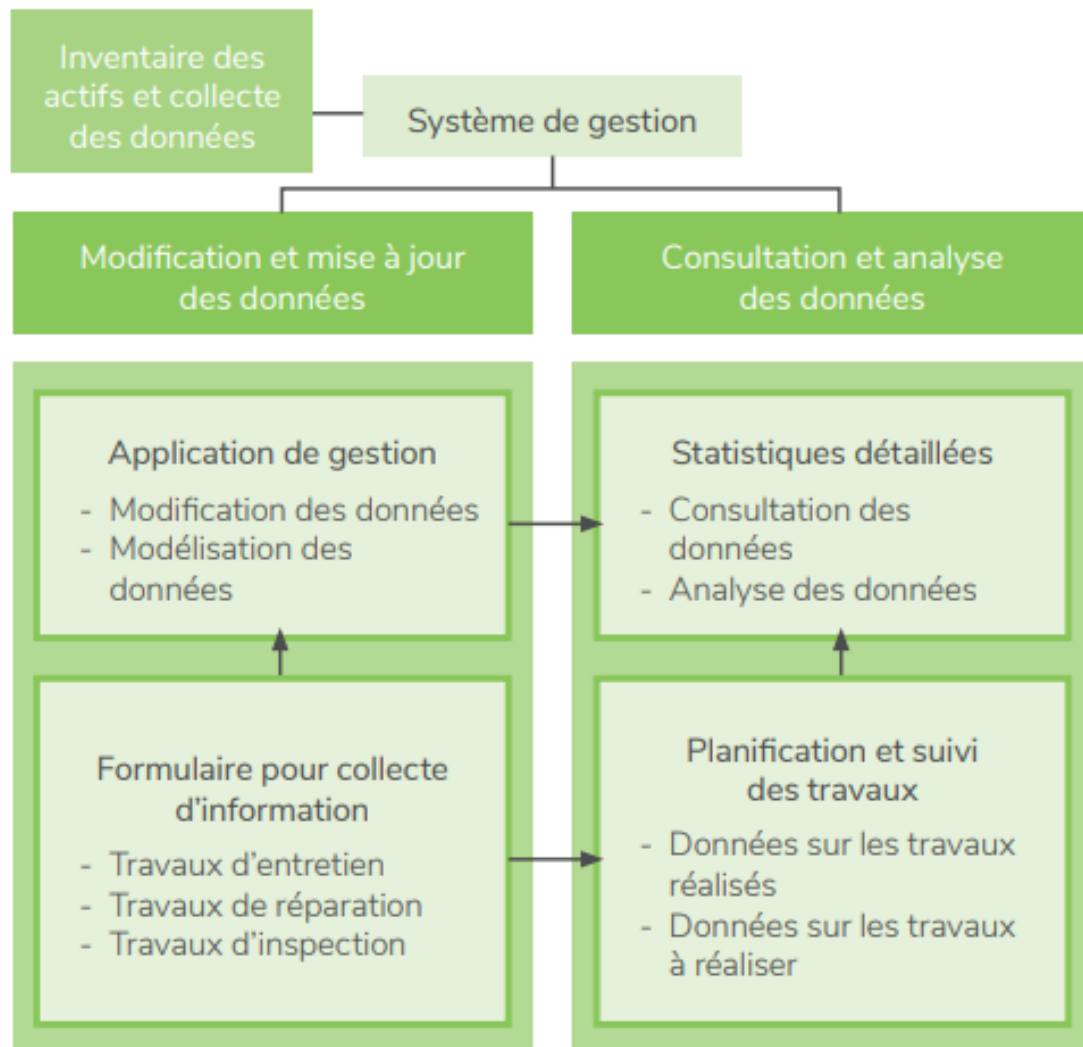 Inventaire des
actifs et collecte
des données
Système de gestion
Modification et mise à jour
des données
Consultation et analyse
des données
Application de gestion
- Modification des données
- Modélisation des
données
Statistiques détaillées
- Consultation des
données
- Analyse des données
Formulaire pour collecte
d'information
- Travaux d'entretien
- Travaux de réparation
- Travaux d'inspection
Planification et suivi
des travaux
- Données sur les travaux
réalisés
- Données sur les travaux
à réaliser